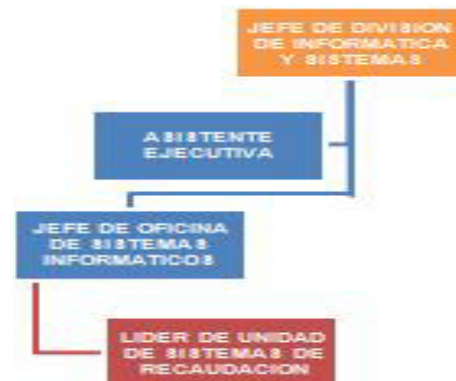 JEFE DE DIVISION
DE INFORMATICA
Y SISTEMAS
ASISTENTE
EJECUTIVA
JEFE DE OFICINA
DE SISTEMAS
INFORMATICOS
LIDER DE UNIDAD
DE SISTEMAS DE
RECAUDACION